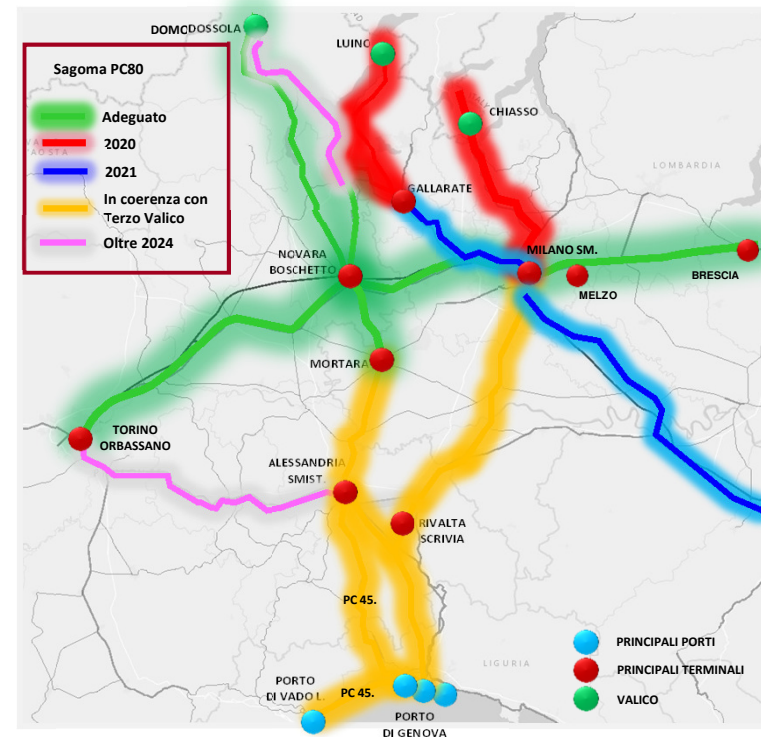 DOMODOSSOLA
LUINO
Sagoma PC80
Adeguato
2020
2021
In coerenza con
Terzo Valico
Oltre 2024
CHIASSO
LOMBARDIA
GALLARATE
NOVARA
BOSCHETTO
MILANO SM.
MELZO
BRESCIA
MORTARA
TORINO
ORBASSANO
ALESSANDRIA
SMIST.
RIVALTA
SCRIVIA
PC 45.
PORTO
DI VADO L.
PC 45.
PORTO
DI GENOVA
LIGURIA
PRINCIPALI PORTI
PRINCIPALI TERMINALI
VALICO